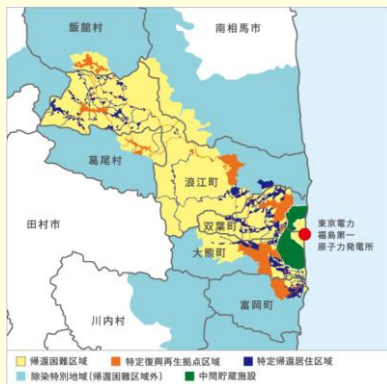 飯舘村
南相馬市
葛尾村
浪江町
田村市
双葉町
大熊町
東京電力
福島第一
原子力発電所
富岡町
川内村
帰還困難区域
特定復興再生拠点区域
特定帰還居住区域
除染特別地域(帰還困難区域外)
中間貯蔵施設